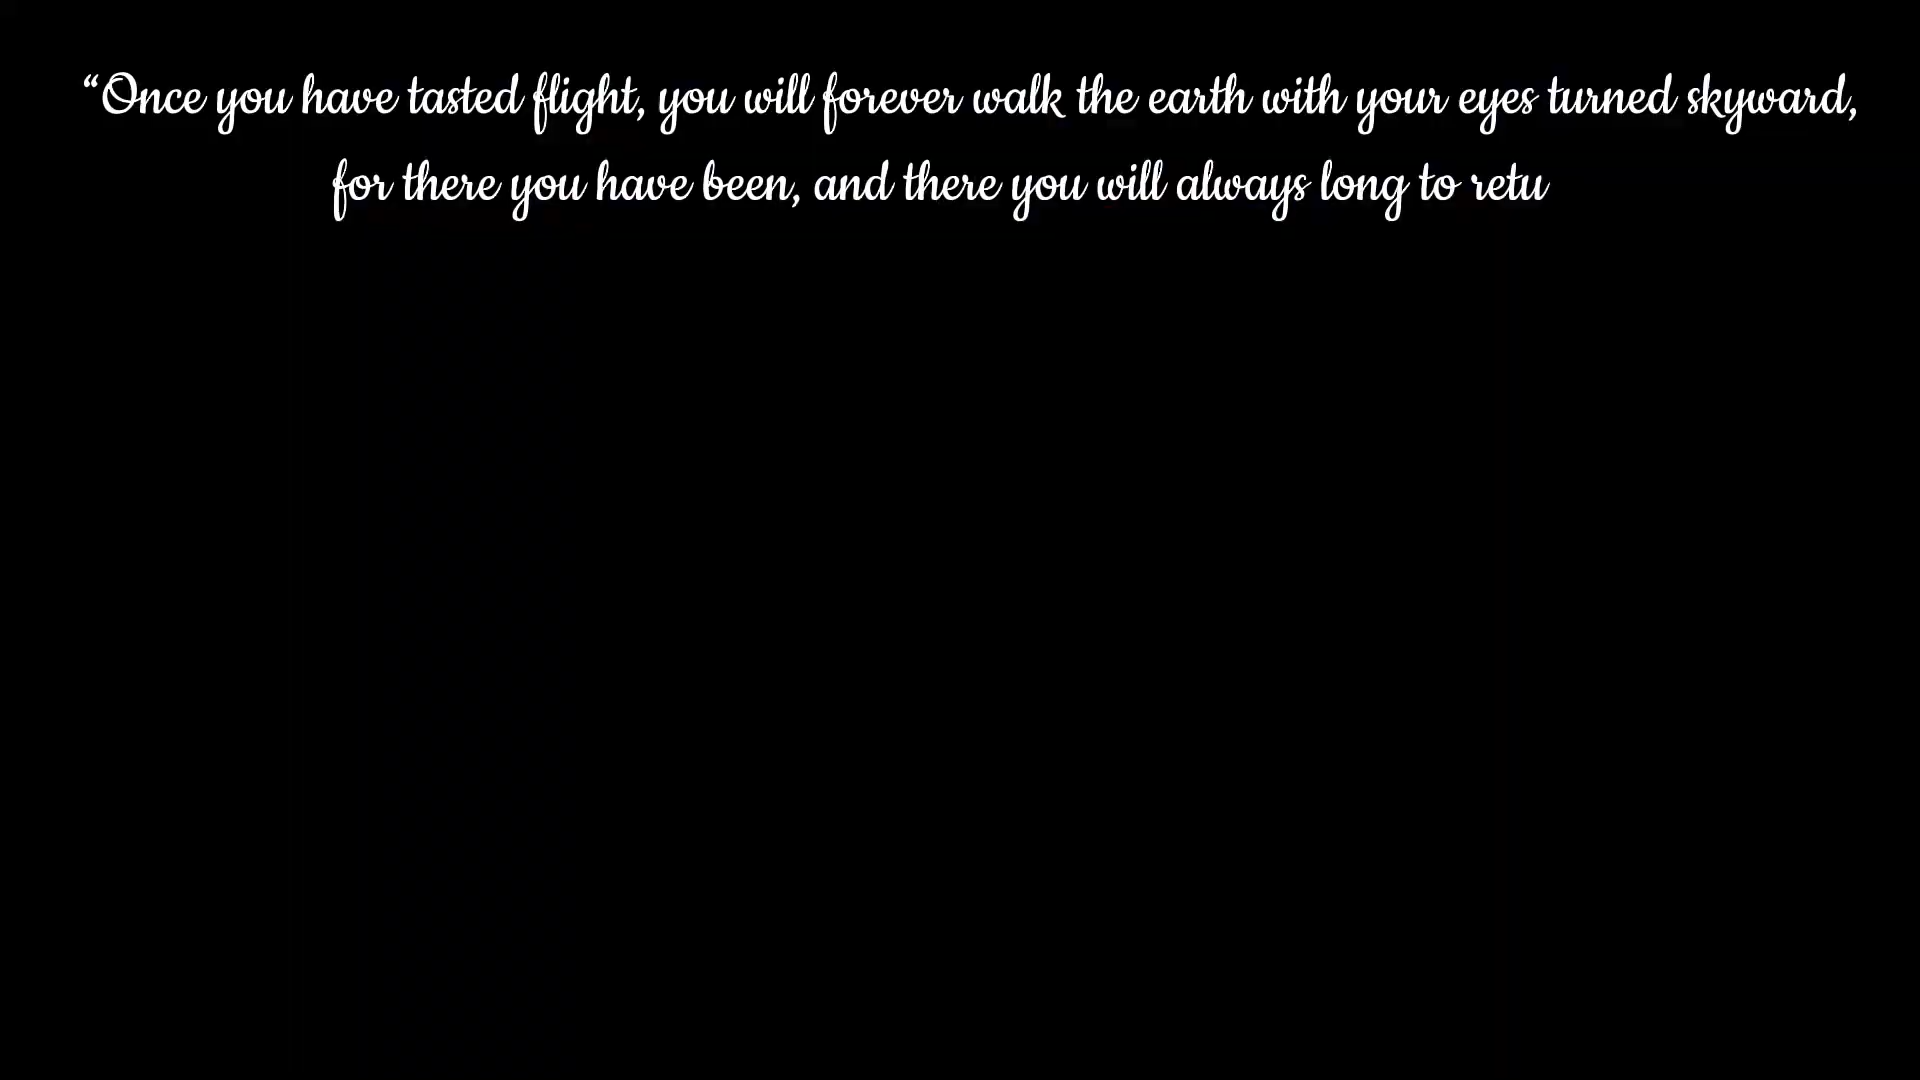 “Once you have tasted flight, you will forever walk the earth with your eyes turned skyward,
for there you have been, and there you will always long to retu